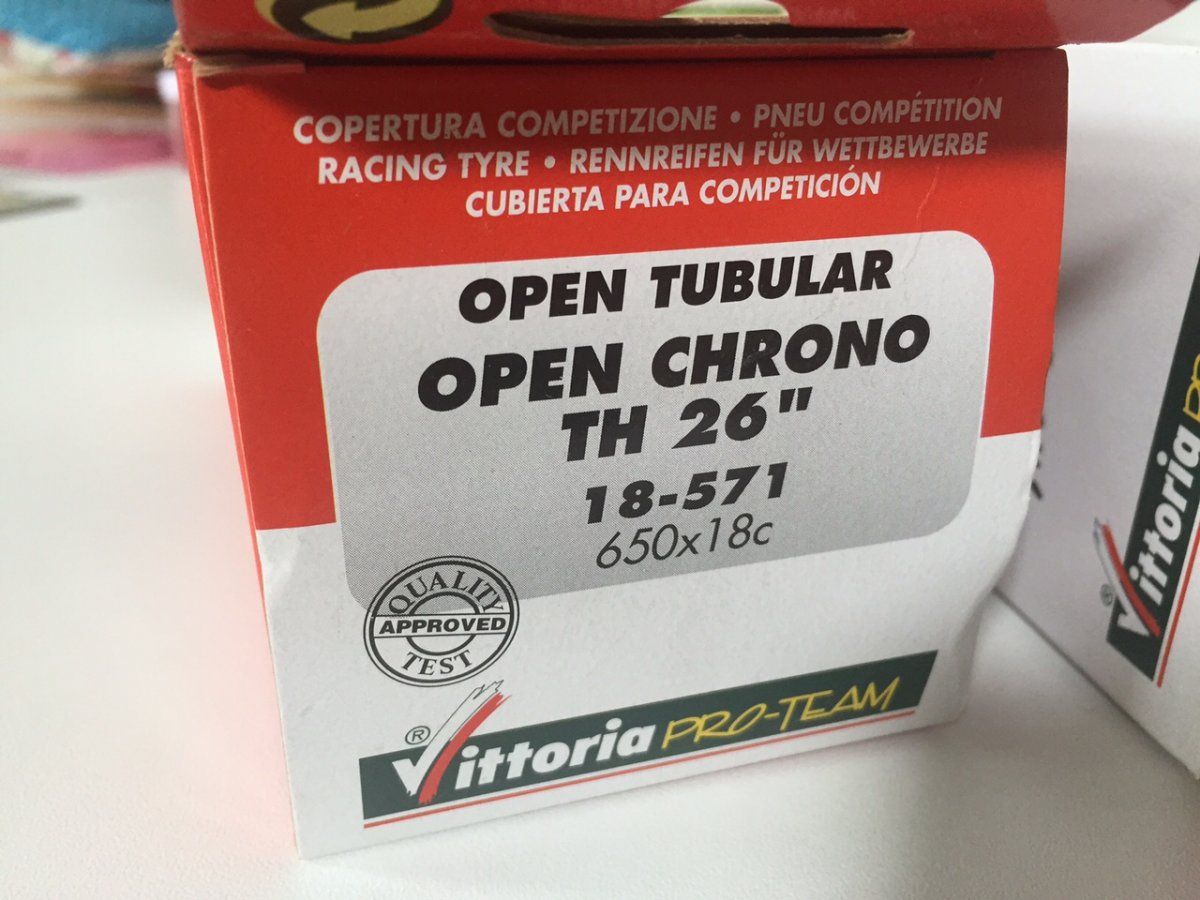 COPERTURA COMPETIZIONE • PNEU COMPÉTITION
RACING TYRE • RENNREIFEN FÜR WETTBEWERBE
CUBIERTA PARA COMPETICIÓN
OPEN TUBULAR
OPEN CHRONO
TH 26"
18-571
650x18c
QUALITY
APPROVED
TEST
® Vittoria PRO-TEAM
® Vittoria